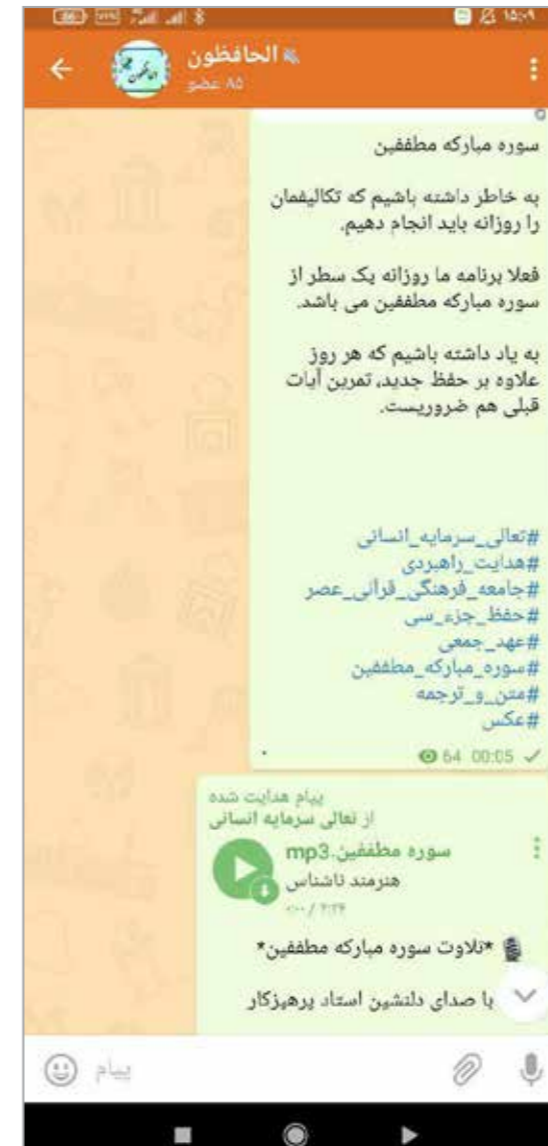 ۱۵:۰۹
الحافظون
۸۵ عضو
سوره مبارکه مطففین
به خاطر داشته باشیم که تکالیفمان
را روزانه باید انجام دهیم.
فعلا برنامه ما روزانه یک سطر از
سوره مبارکه مطففین می باشد.
به یاد داشته باشیم که هر روز
علاوه بر حفظ جدید، تمرین آیات
قبلی هم ضروریست.
#تعالی_سرمایه_انسانی
#هدایت_راهبردی
#جامعه_فرهنگی_قرآنی_عصر
#حفظ_جزء_سی
#عهد_جمعی
#سوره_مبارکه_مطففین
#متن_و_ترجمه
#عکس
64 00:05
پیام هدایت شده
از تعالی سرمایه انسانی
سوره مطففین.mp3
هنرمند ناشناس
*تلاوت سوره مبارکه مطففین*
با صدای دلنشین استاد پرهیزکار
پیام